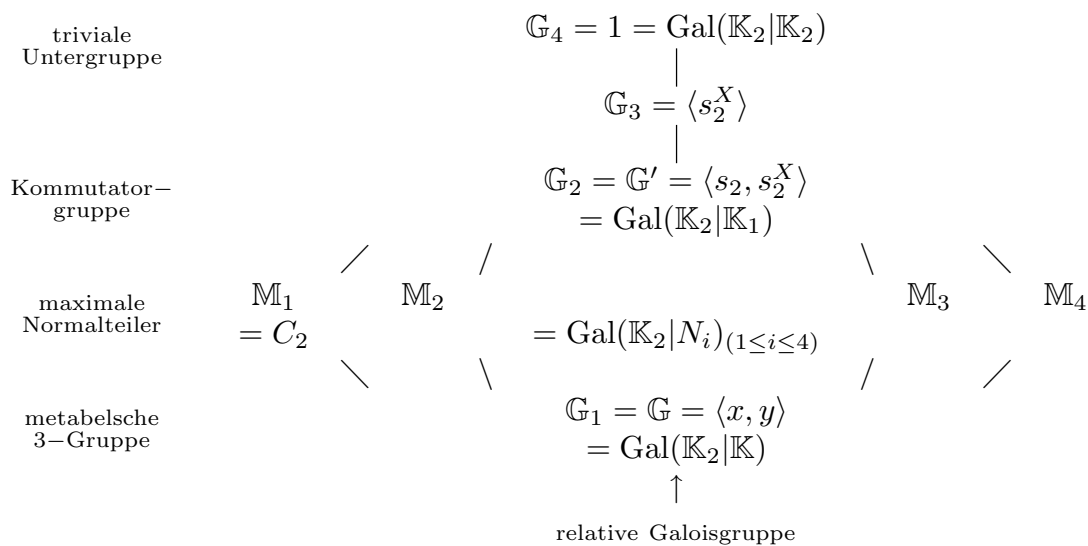 triviale
Untergruppe
𝔾₄ = 1 = Gal(𝕂₂|𝕂₂)
𝔾₃ = ⟨s₂^X⟩
Kommutator−
gruppe
𝔾₂ = 𝔾′ = ⟨s₂, s₂^X⟩
= Gal(𝕂₂|𝕂₁)
maximale
Normalteiler
𝕄₁ 𝕄₂ 𝕄₃ 𝕄₄
= C₂ = Gal(𝕂₂|Nᵢ)₍₁≤ᵢ≤₄₎
metabelsche
3−Gruppe
𝔾₁ = 𝔾 = ⟨x, y⟩
= Gal(𝕂₂|𝕂)
↑
relative Galoisgruppe